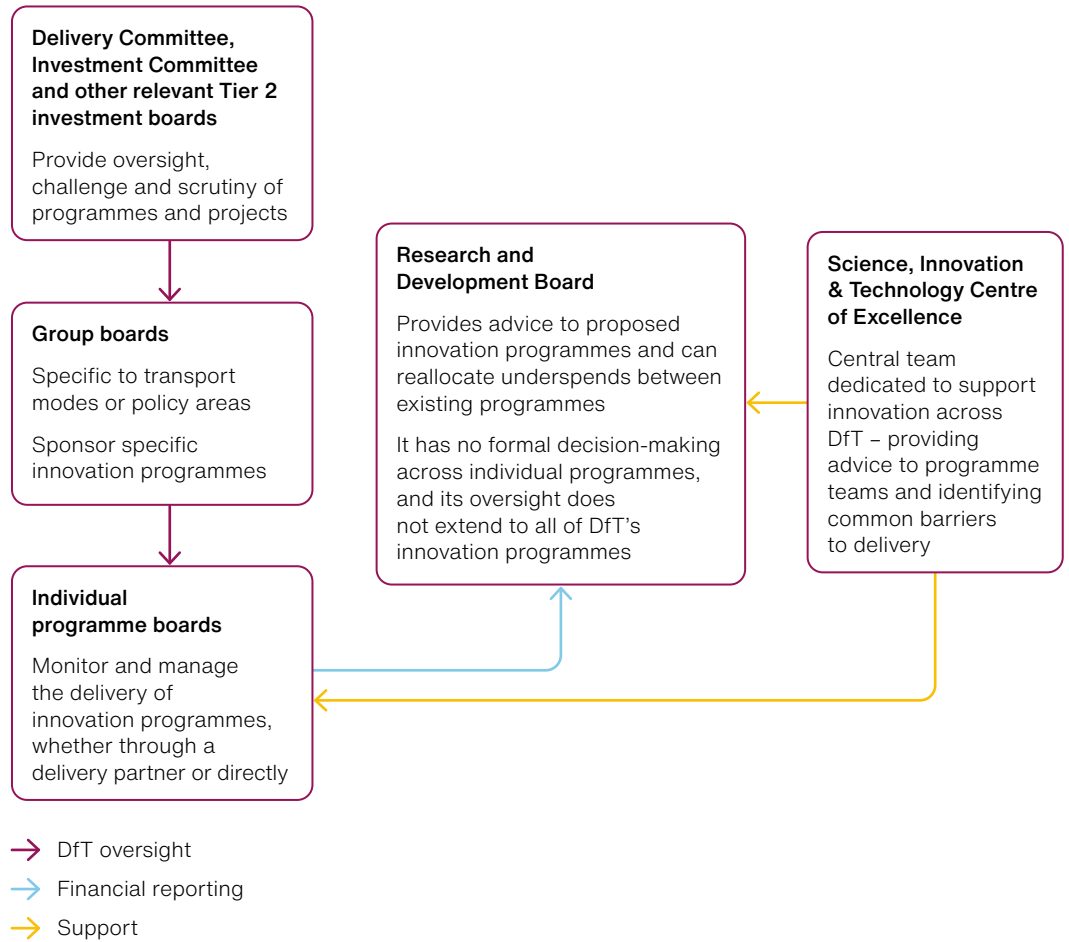 Delivery Committee,
Investment Committee
and other relevant Tier 2
investment boards
Provide oversight,
challenge and scrutiny of
programmes and projects
Group boards
Specific to transport
modes or policy areas
Sponsor specific
innovation programmes
Individual
programme boards
Monitor and manage
the delivery of
innovation programmes,
whether through a
delivery partner or directly
Research and
Development Board
Provides advice to proposed
innovation programmes and can
reallocate underspends between
existing programmes
It has no formal decision-making
across individual programmes,
and its oversight does
not extend to all of DfT’s
innovation programmes
Science, Innovation
& Technology Centre
of Excellence
Central team
dedicated to support
innovation across
DfT – providing
advice to programme
teams and identifying
common barriers
to delivery
DfT oversight
Financial reporting
Support